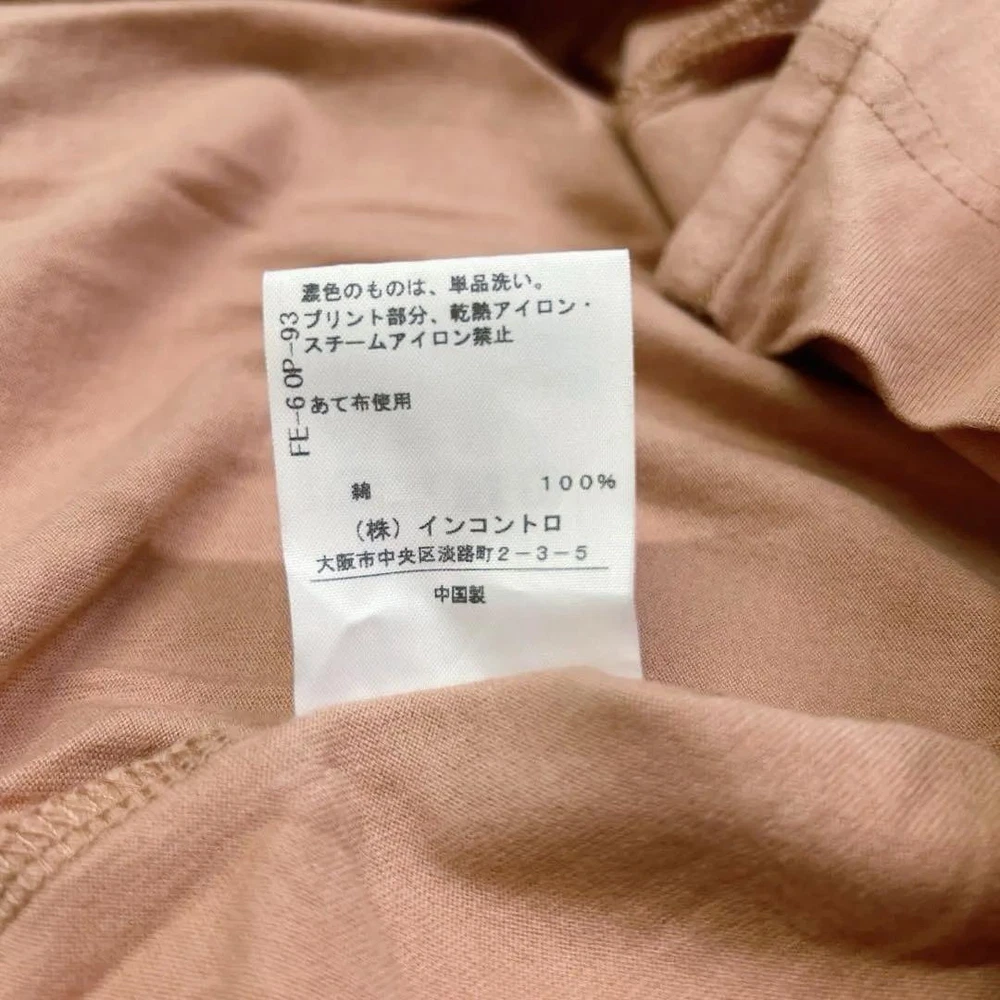 濃色のものは、単品洗い。
プリント部分、乾熱アイロン・
スチームアイロン禁止
あて布使用
FE-6 OP-93
綿 100%
(株)インコントロ
大阪市中央区淡路町2-3-5
中国製